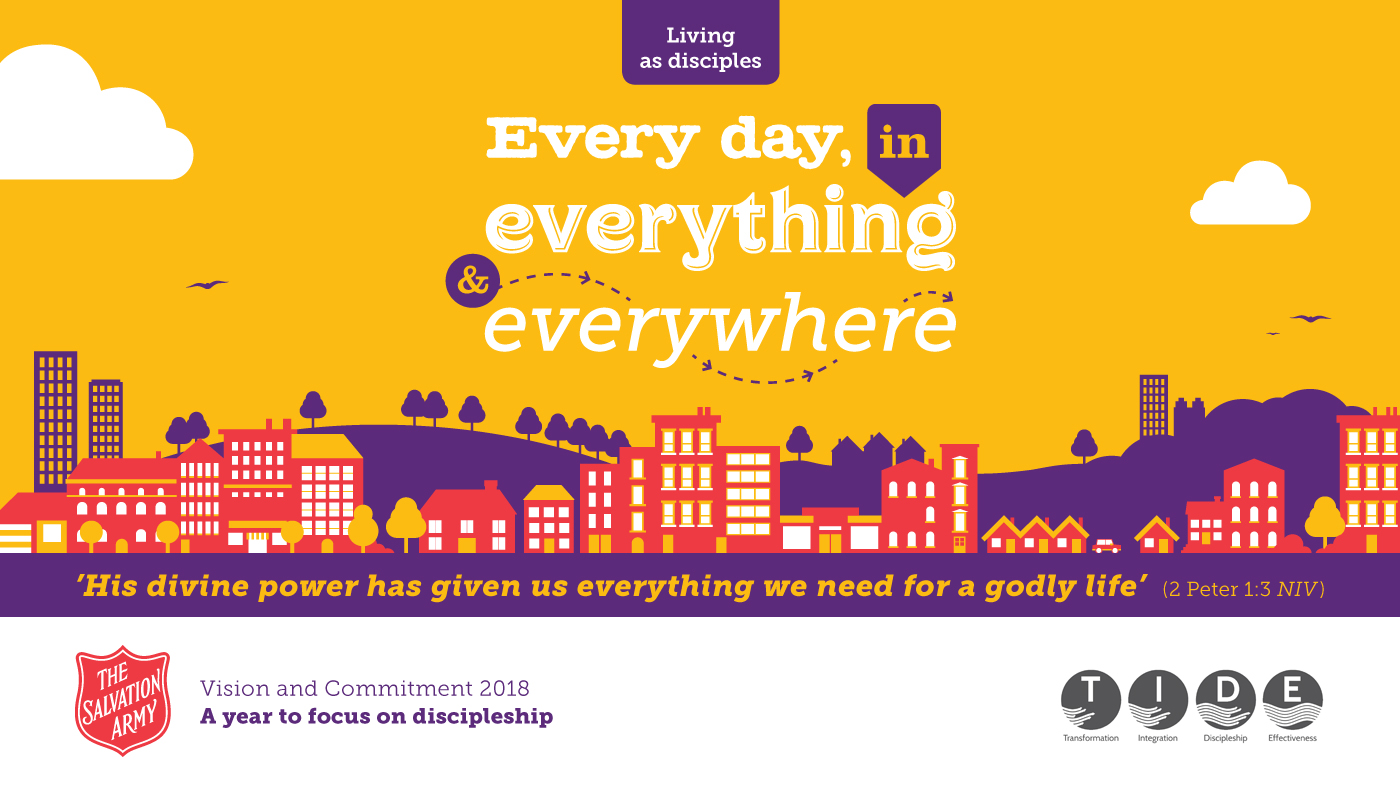 Living
as disciples
Every day, in
everything
& everywhere
'His divine power has given us everything we need for a godly life' (2 Peter 1:3 NIV)
THE
SALVATION
ARMY
Vision and Commitment 2018
A year to focus on discipleship
T I D E
Transformation Integration Discipleship Effectiveness